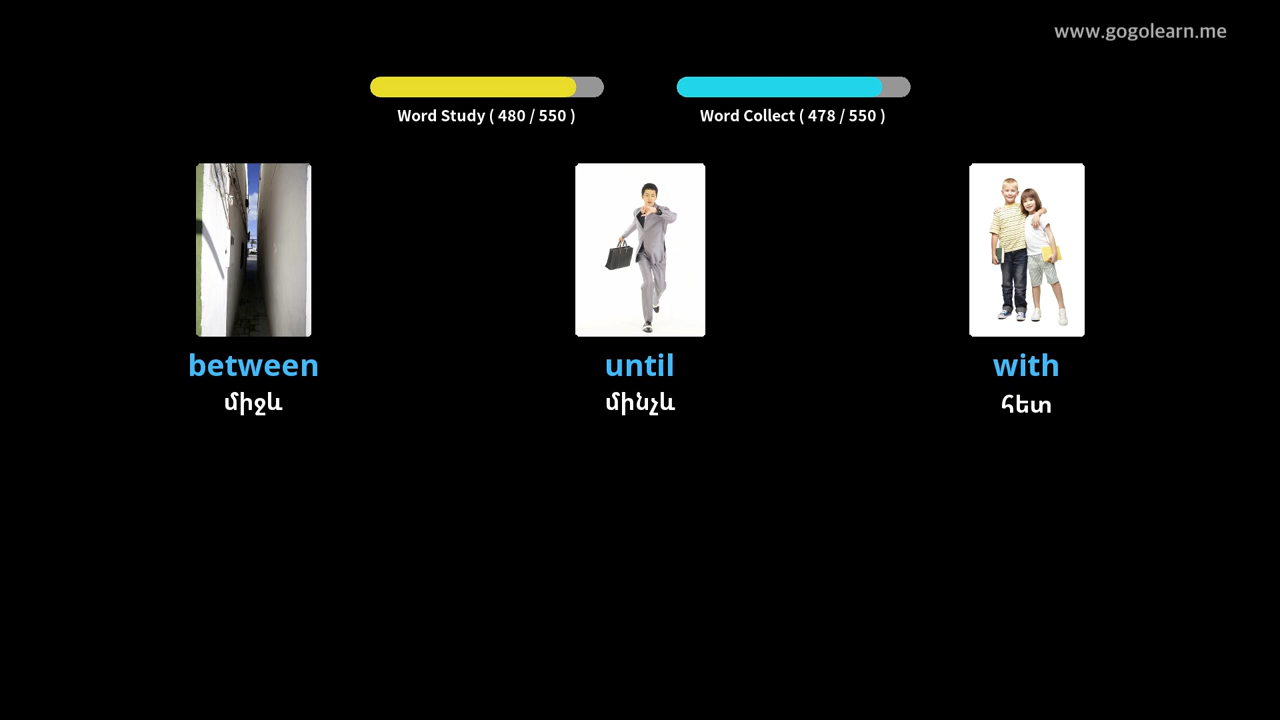 www.gogolearn.me
Word Study ( 480 / 550 )
Word Collect ( 478 / 550 )
between
until
with
միջև
մինչև
հետ